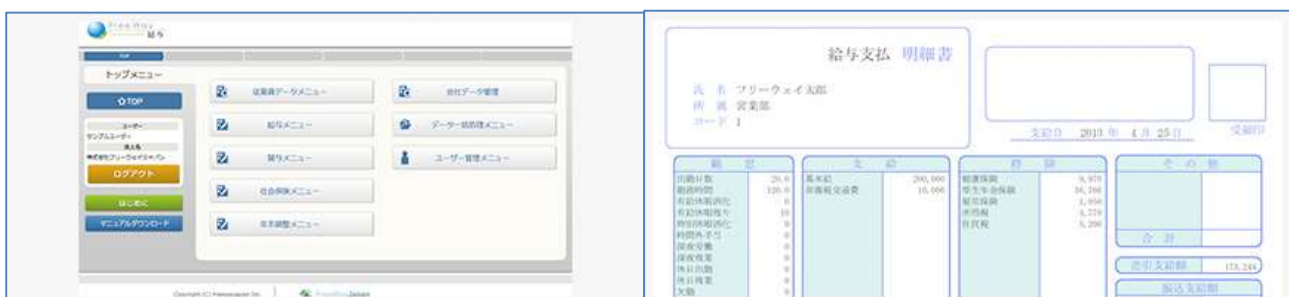 FreeWay
給与
TOP
トップメニュー
TOP
ユーザー
サンプルユーザー
法人名
株式会社フリーウェイジャパン
ログアウト
はじめに
マニュアルダウンロード
従業員データメニュー
給与メニュー
賞与メニュー
社会保険メニュー
年末調整メニュー
会社データ管理
データ一括処理メニュー
ユーザー管理メニュー
FreewayJapan
給与支払 明細書
氏 名 フリーウェイ太郎
所 属 営業部
コード 1
支給日 2013 年 4 月 25 日
受領印
勤 怠
出勤日数 20.0
勤務時間 120.0
有給休暇消化 0
有給休暇残り 10
特別休暇消化 0
時間外手当 0
深夜労働 0
深夜残業 0
休日出勤 0
休日残業 0
欠勤 0
支 給
基本給 200,000
非課税交通費 10,000
控 除
健康保険 9,970
厚生年金保険 16,766
雇用保険 1,050
所得税 3,770
住民税 5,200
その他
合 計
差引支給額 173,244
振込支給額